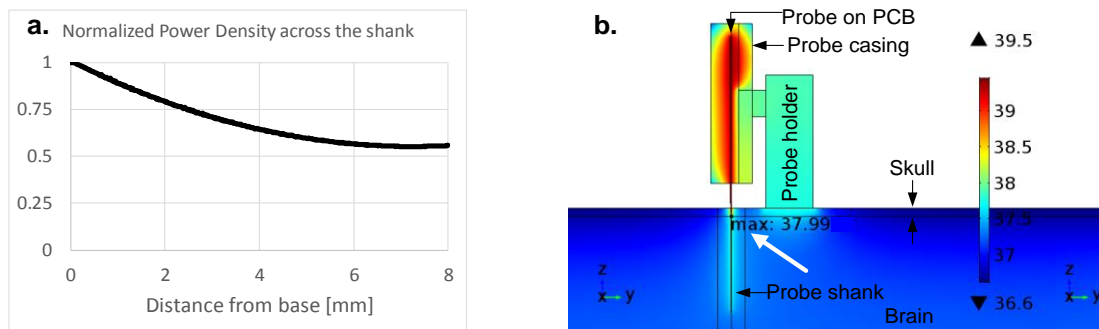 a. Normalized Power Density across the shank
1
0.75
0.5
0.25
0
0 2 4 6 8
Distance from base [mm]
b.
Probe on PCB
Probe casing
Probe holder
Skull
max: 37.99
Probe shank
Brain
z
x y
z
x y
39.5
39
38.5
38
37.5
37
36.6